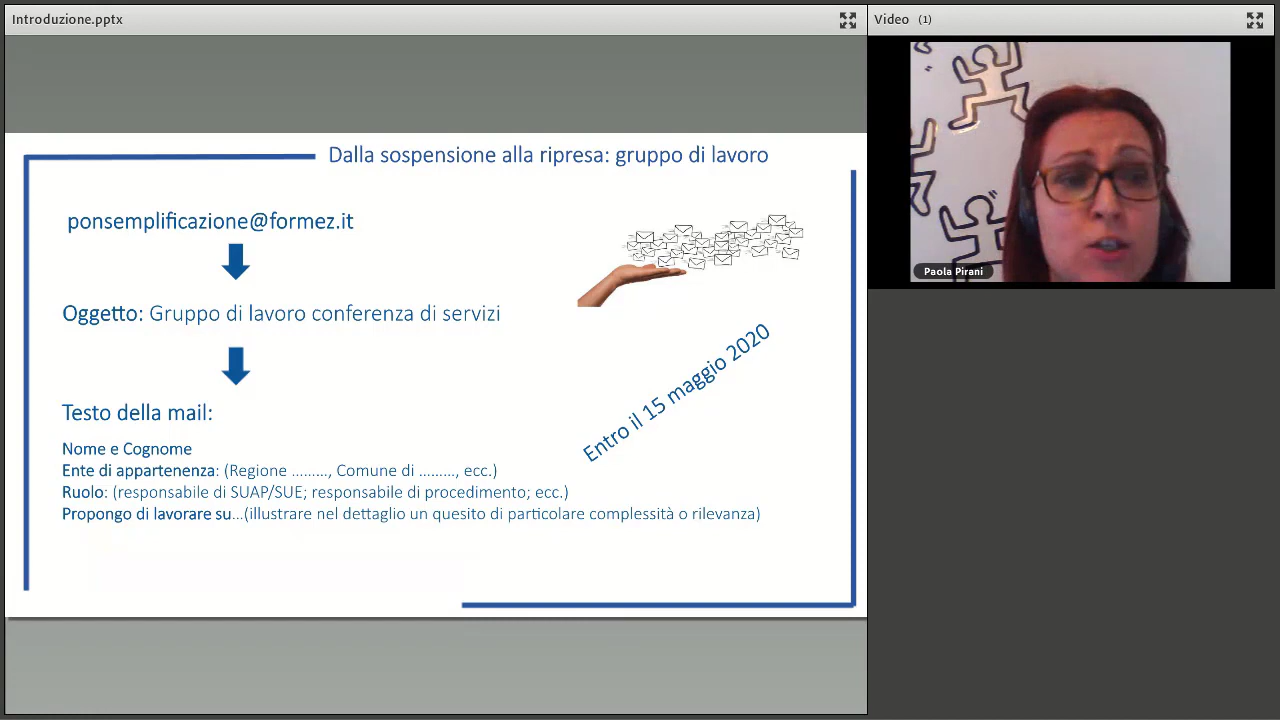 Introduzione.pptx
Video (1)
Dalla sospensione alla ripresa: gruppo di lavoro
ponsemplificazione@formez.it
Oggetto: Gruppo di lavoro conferenza di servizi
Entro il 15 maggio 2020
Testo della mail:
Nome e Cognome
Ente di appartenenza: (Regione ………, Comune di ………, ecc.)
Ruolo: (responsabile di SUAP/SUE; responsabile di procedimento; ecc.)
Propongo di lavorare su…(illustrare nel dettaglio un quesito di particolare complessità o rilevanza)
Paola Pirani